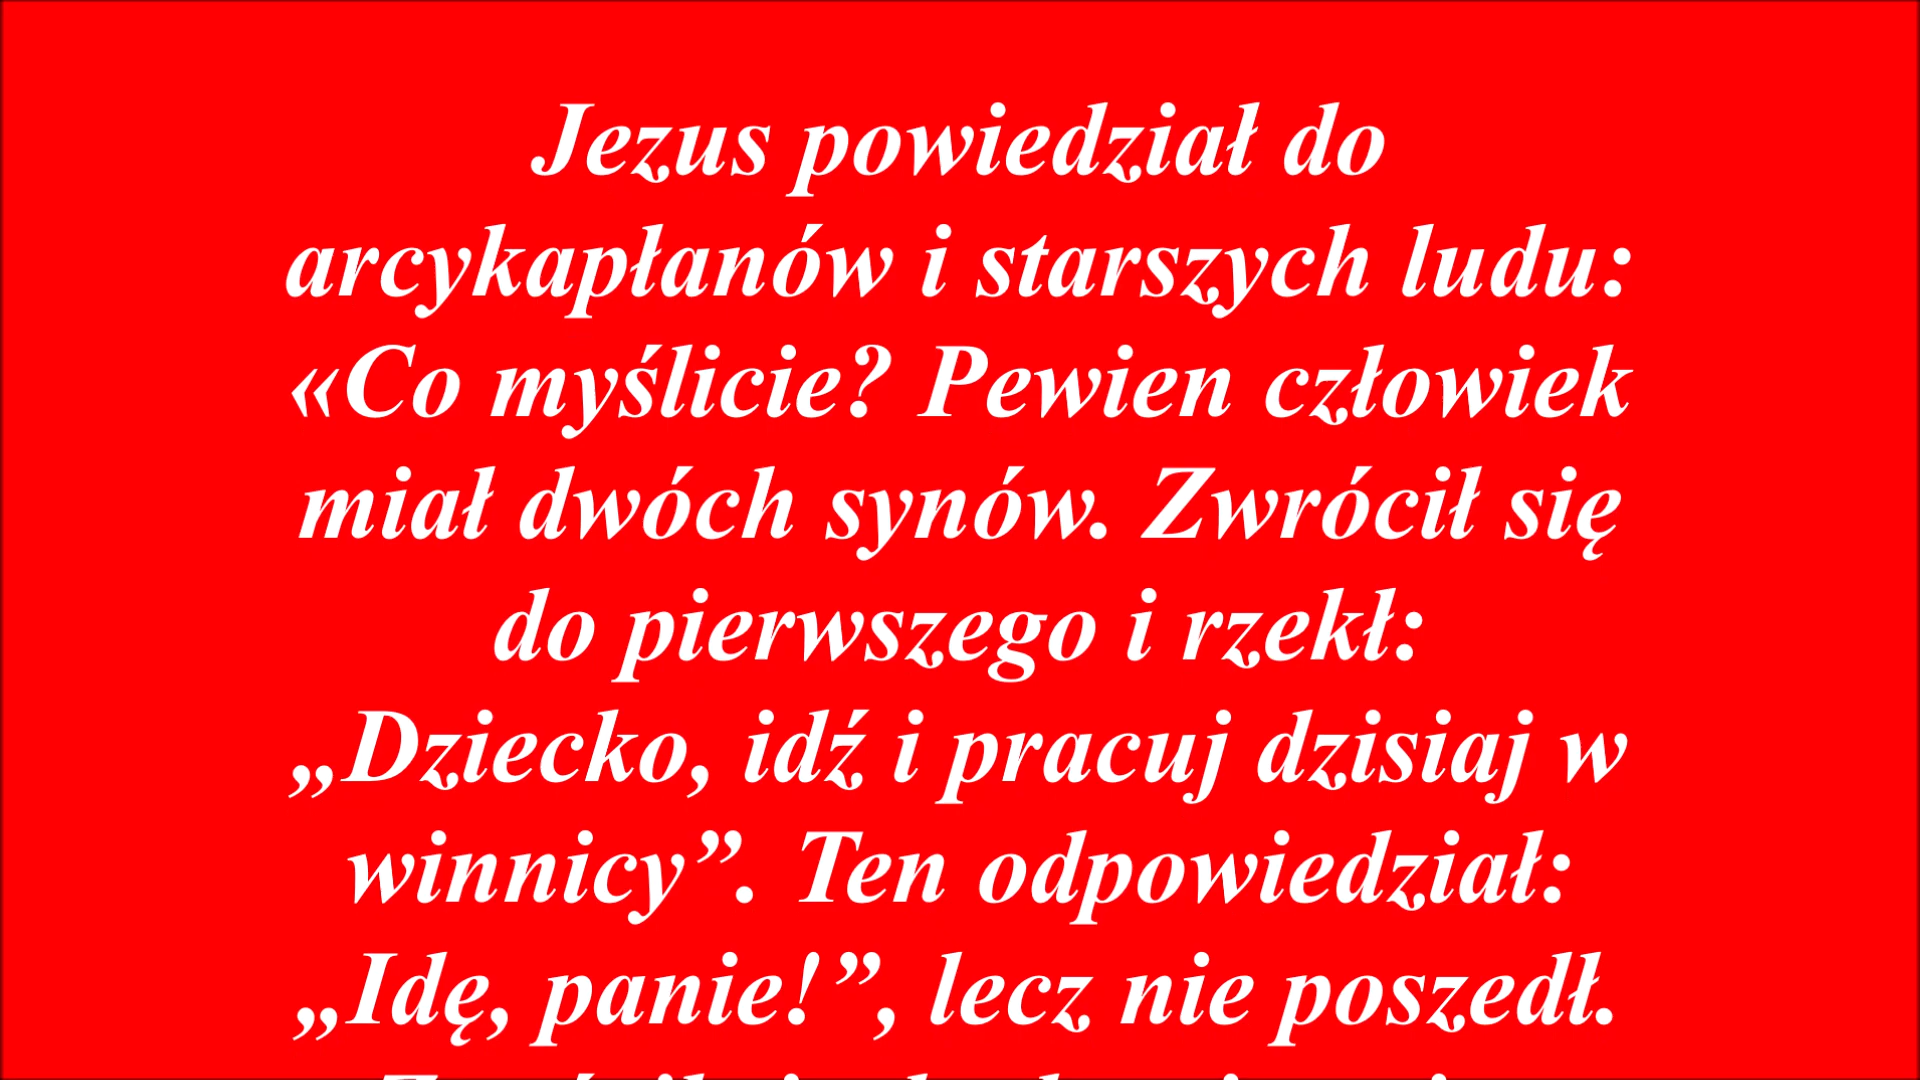 Jezus powiedział do
arcykapłanów i starszych ludu:
«Co myślicie? Pewien człowiek
miał dwóch synów. Zwrócił się
do pierwszego i rzekł:
„Dziecko, idź i pracuj dzisiaj w
winnicy”. Ten odpowiedział:
„Idę, panie!”, lecz nie poszedł.